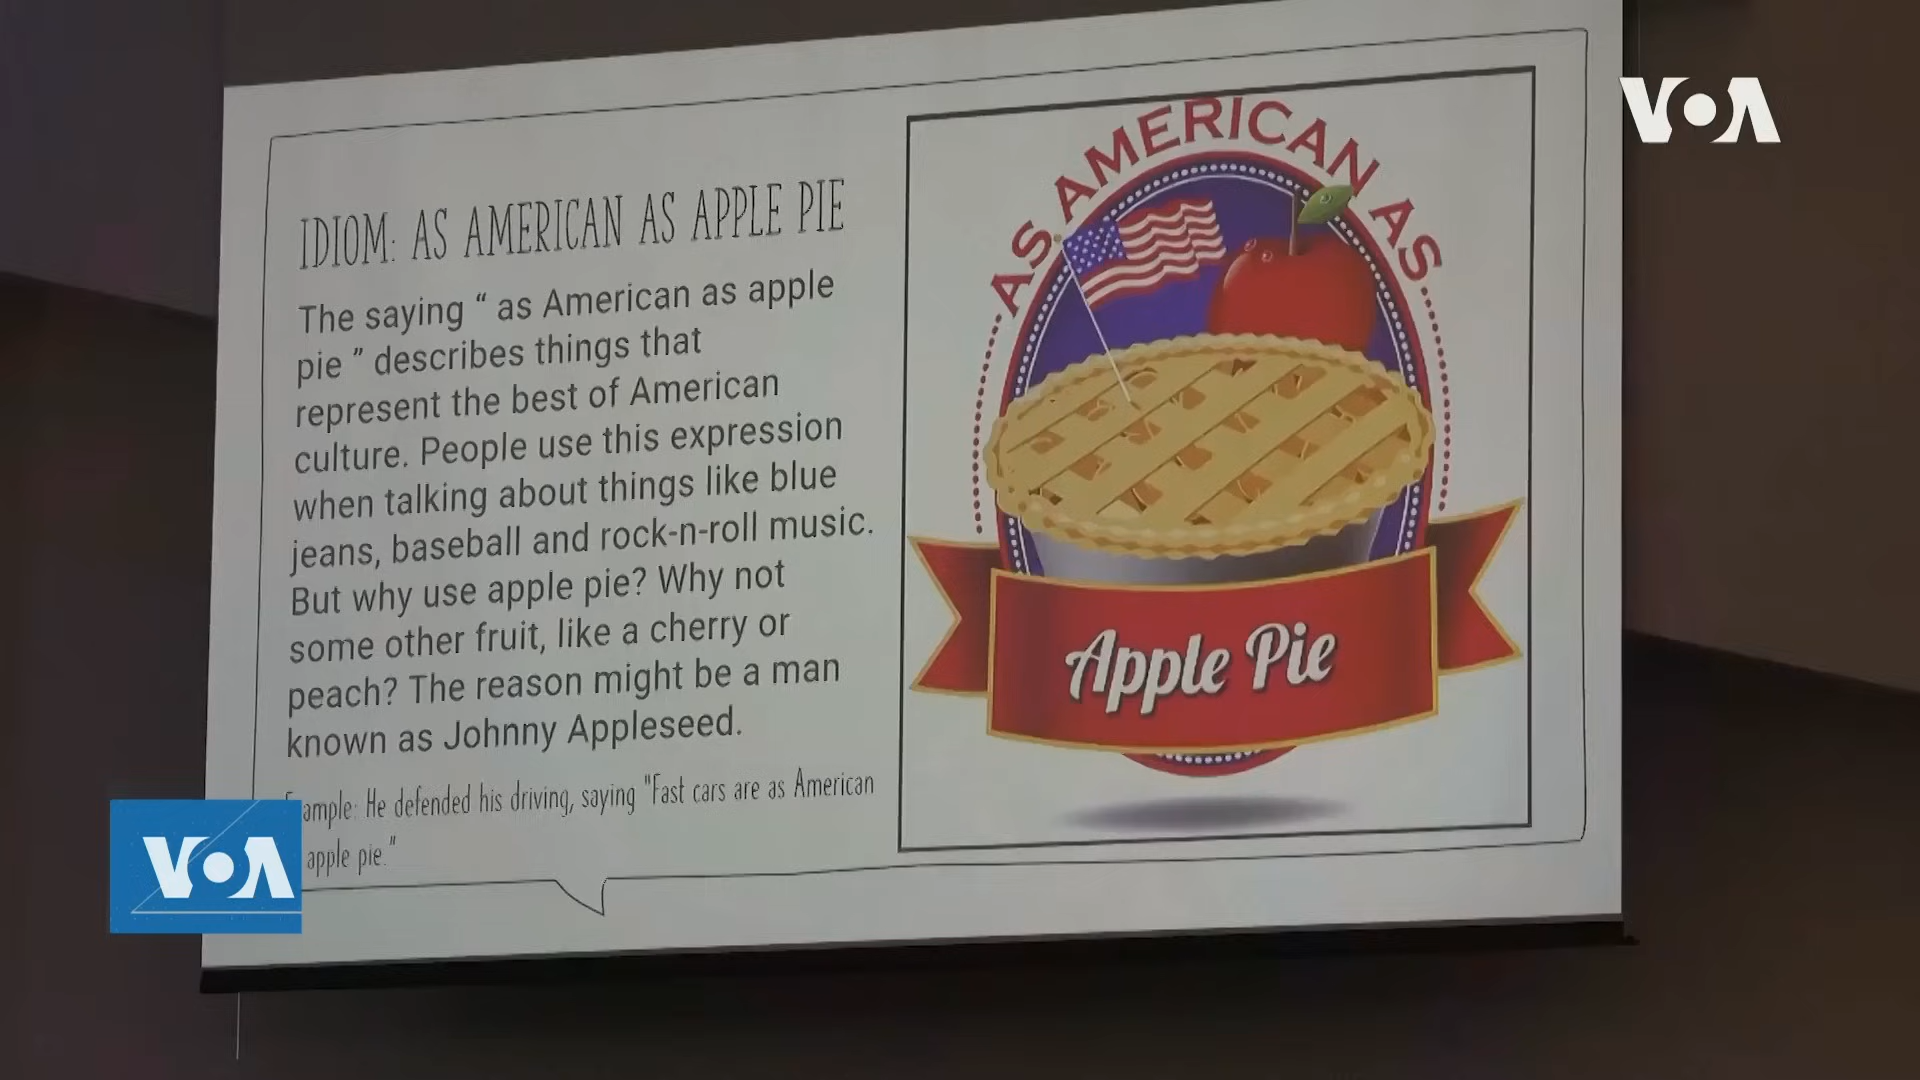 VOA
IDIOM: AS AMERICAN AS APPLE PIE
The saying “ as American as apple
pie ” describes things that
represent the best of American
culture. People use this expression
when talking about things like blue
jeans, baseball and rock-n-roll music.
But why use apple pie? Why not
some other fruit, like a cherry or
peach? The reason might be a man
known as Johnny Appleseed.
ample: He defended his driving, saying "Fast cars are as American
apple pie."
AS AMERICAN AS
Apple Pie
VOA